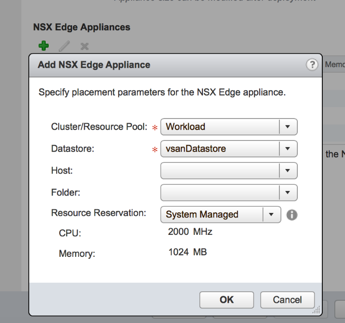 NSX Edge Appliances
Add NSX Edge Appliance
?
Memo
Specify placement parameters for the NSX Edge appliance.
Cluster/Resource Pool: * Workload
Datastore: * vsanDatastore
the N
Host:
Folder:
Resource Reservation: System Managed
CPU: 2000 MHz
Memory: 1024 MB
OK Cancel